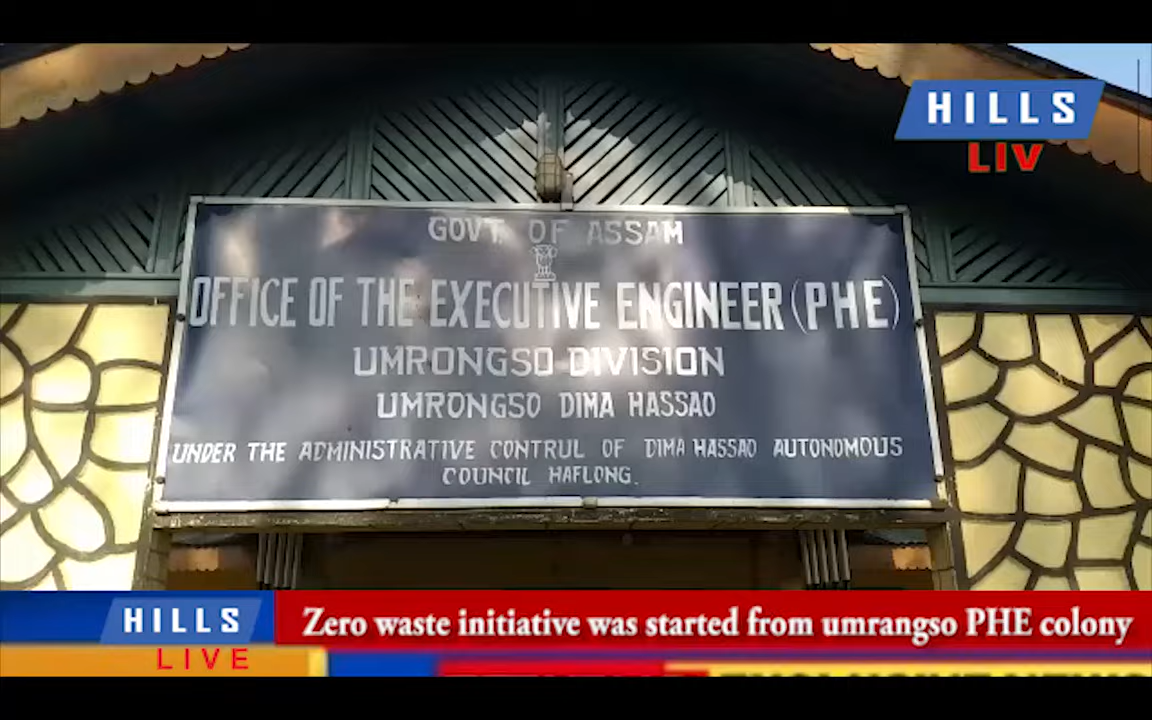 HILLS
LIV
GOVT. OF ASSAM
OFFICE OF THE EXECUTIVE ENGINEER (PHE)
UMRONGSO DIVISION
UMRONGSO DIMA HASSAO
UNDER THE ADMINISTRATIVE CONTRUL OF DIMA HASSAO AUTONOMOUS
COUNCIL HAFLONG.
HILLS
LIVE
Zero waste initiative was started from umrangso PHE colony